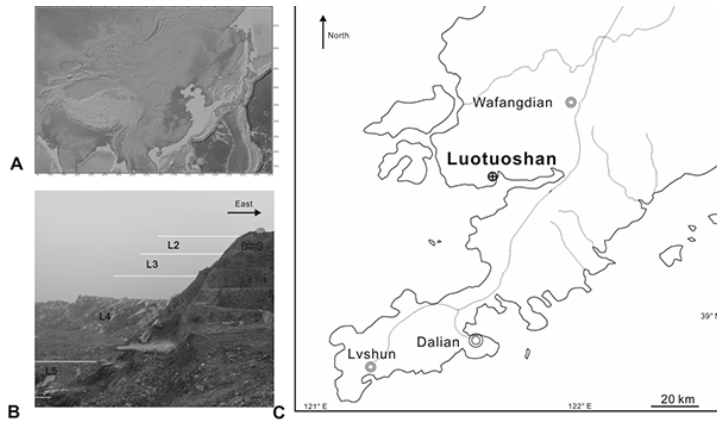 A
East
L2
L3
L4
L5
B
North
Wafangdian
Luotuoshan
Dalian
Lvshun
39° N
121° E
122° E
20 km
C